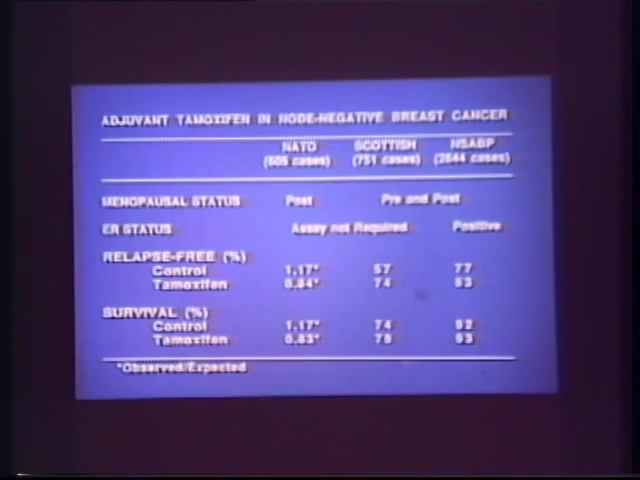 ADJUVANT TAMOXIFEN IN NODE-NEGATIVE BREAST CANCER
NATO SCOTTISH NSABP
(605 cases) (751 cases) (2644 cases)
MENOPAUSAL STATUS Post Pre and Post
ER STATUS Assay not Required Positive
RELAPSE-FREE (%)
Control 1.17* 57 77
Tamoxifen 0.84* 74 83
SURVIVAL (%)
Control 1.17* 74 92
Tamoxifen 0.83* 79 93
*Observed/Expected